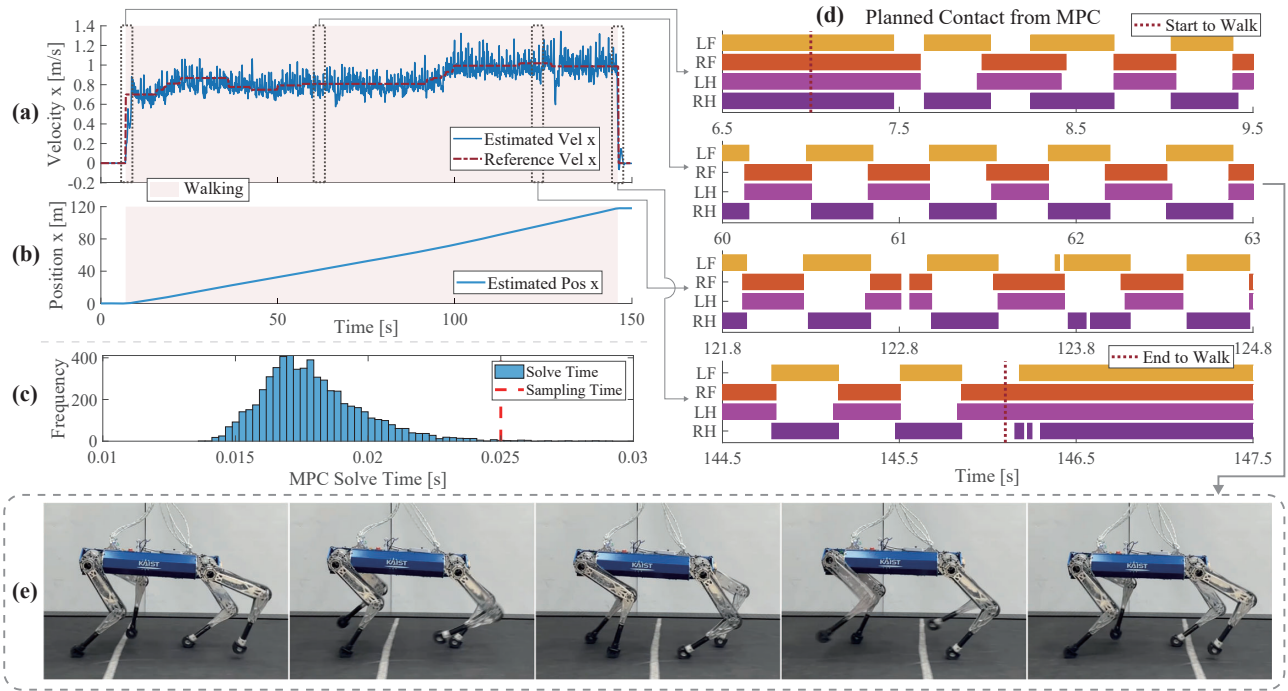 (a)
Velocity x [m/s]
1.4
1.2
1
0.8
0.6
0.4
0.2
0
-0.2
Estimated Vel x
Reference Vel x
Walking
(b)
Position x [m]
120
80
40
0
Estimated Pos x
0 50 100 150
Time [s]
(c)
Frequency
400
200
0
Solve Time
Sampling Time
0.01 0.015 0.02 0.025 0.03
MPC Solve Time [s]
(d) Planned Contact from MPC
Start to Walk
LF
RF
LH
RH
6.5 7.5 8.5 9.5
LF
RF
LH
RH
60 61 62 63
LF
RF
LH
RH
121.8 122.8 123.8 124.8
End to Walk
LF
RF
LH
RH
144.5 145.5 146.5 147.5
Time [s]
(e)
KAIST
KAIST
KAIST
KAIST
KAIST